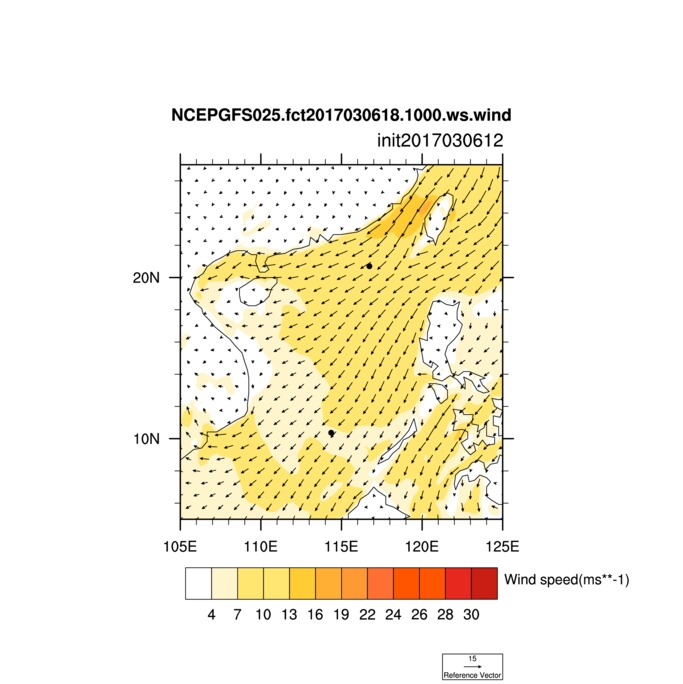 NCEPGFS025.fct2017030618.1000.ws.wind
init2017030612
20N
10N
105E 110E 115E 120E 125E
Wind speed(ms**-1)
4 7 10 13 16 19 22 24 26 28 30
15
Reference Vector